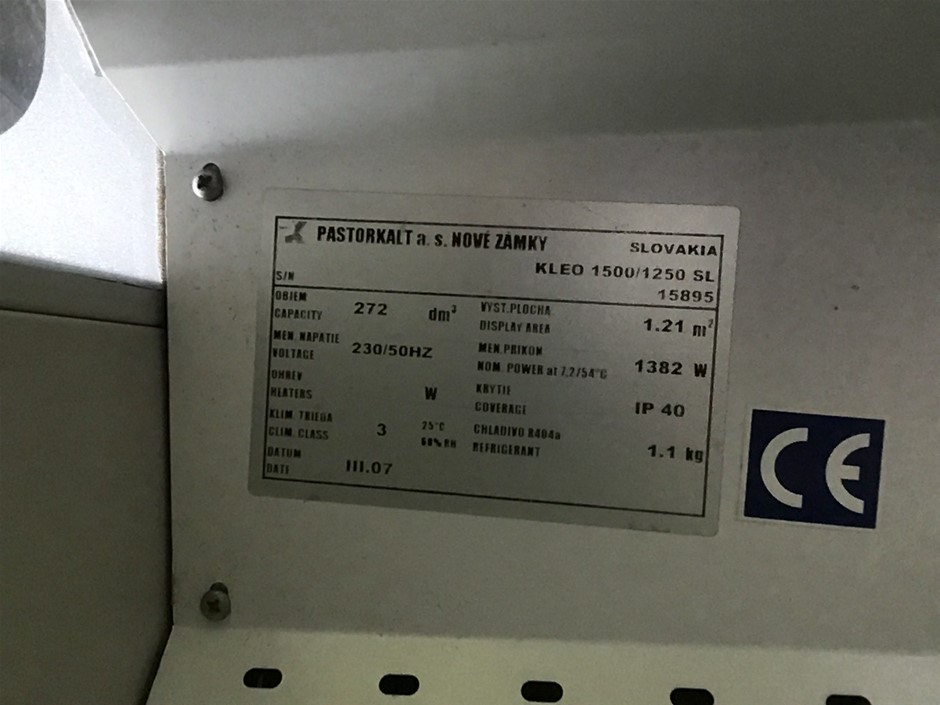 PASTORKALT a. s. NOVÉ ZÁMKY SLOVAKIA
KLEO 1500/1250 SL
S/N 15895
OBJEM
CAPACITY 272 dm³
VYST. PLOCHA
DISPLAY AREA 1.21 m²
MEN. NAPATIE
VOLTAGE 230/50HZ
MEN. PRIKON
NOM. POWER at 7,2/54°C 1382 W
OHREV
HEATERS W
KRYTIE
COVERAGE IP 40
KLIM. TRIEDA
CLIM. CLASS 3 25°C
60% RH
CHLADIVO R404a
REFRIGERANT 1.1 kg
DATUM
DATE III.07
CE